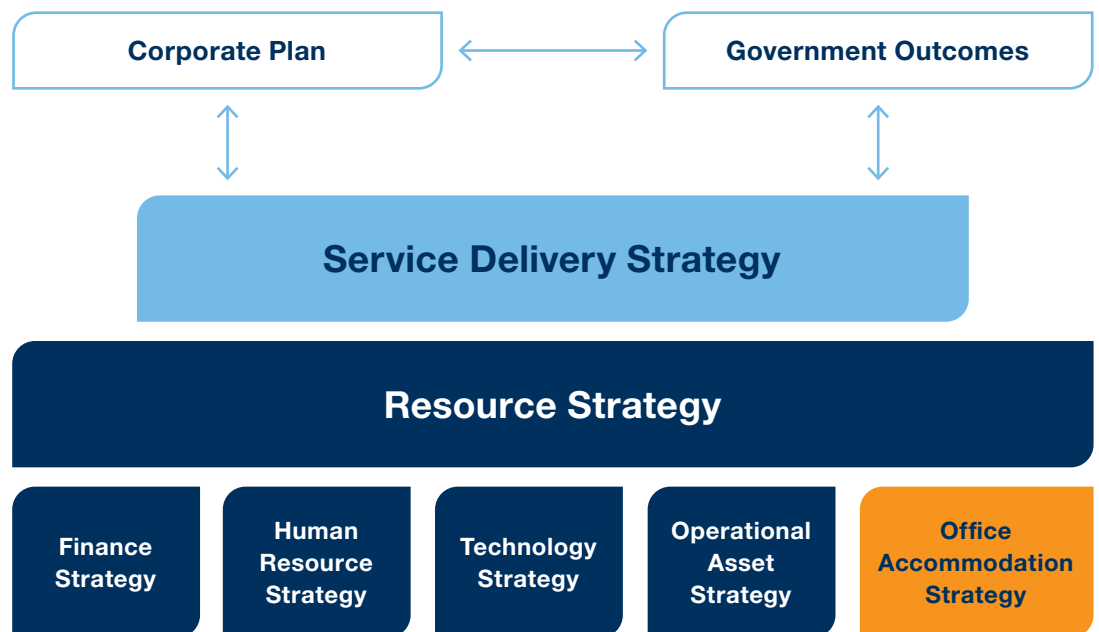 Corporate Plan
Government Outcomes
Service Delivery Strategy
Resource Strategy
Finance
Strategy
Human
Resource
Strategy
Technology
Strategy
Operational
Asset
Strategy
Office
Accommodation
Strategy